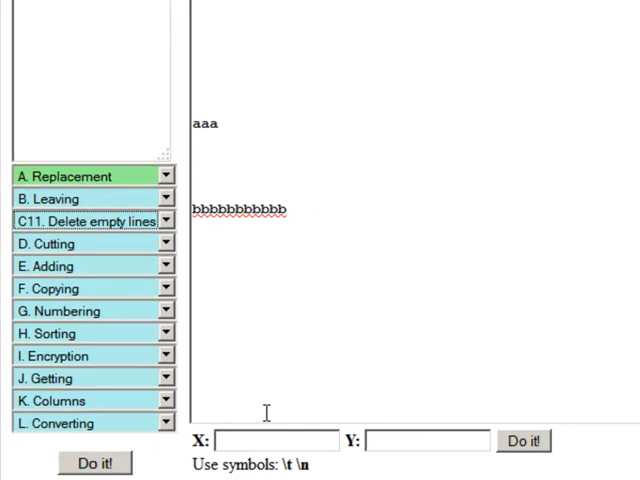 aaa
bbbbbbbbbbb
A. Replacement
B. Leaving
C11. Delete empty lines
D. Cutting
E. Adding
F. Copying
G. Numbering
H. Sorting
I. Encryption
J. Getting
K. Columns
L. Converting
Do it!
X: Y: Do it!
Use symbols: \t \n